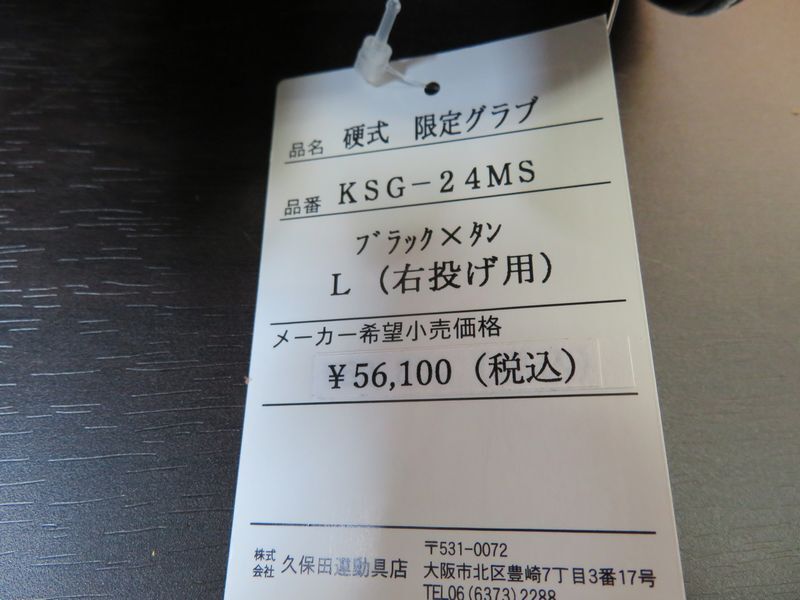 品名 硬式 限定グラブ
品番 KSG-24MS
ブラック×タン
L（右投げ用）
メーカー希望小売価格
¥56,100（税込）
株式会社 久保田運動具店
〒531-0072
大阪市北区豊崎7丁目3番17号
TEL06(6373)2288